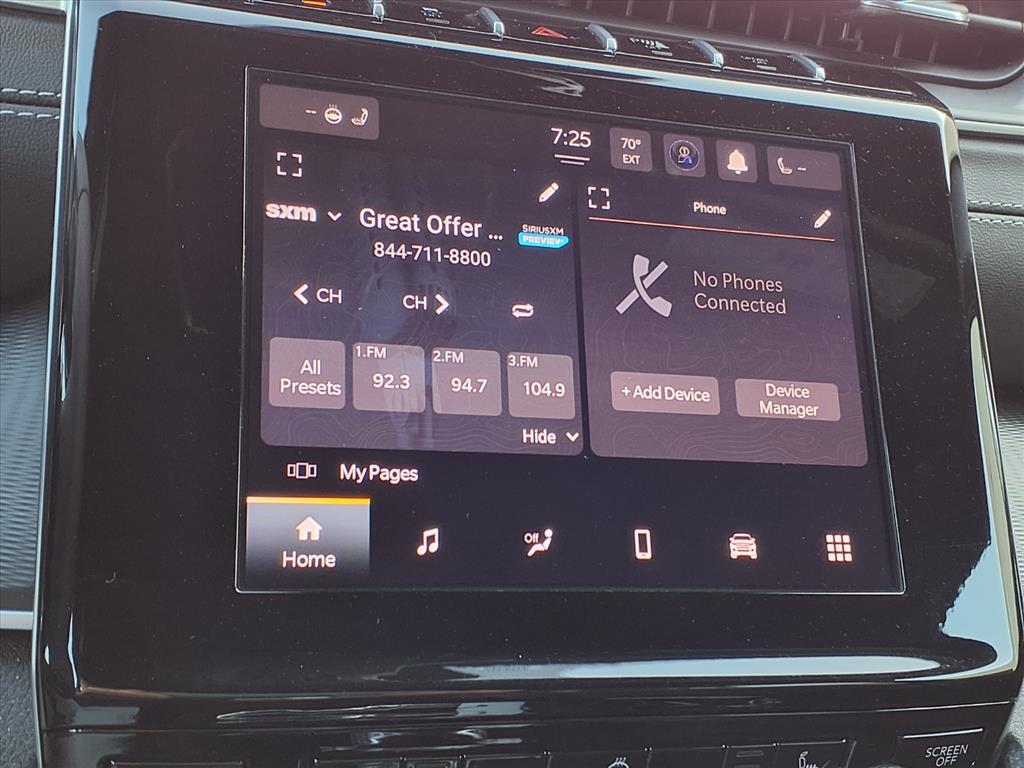 --
7:25
70°
EXT
--
sxm
Great Offer ...
SIRIUSXM
PREVIEW
844-711-8800
Phone
No Phones
Connected
CH
CH
All
Presets
1.FM
92.3
2.FM
94.7
3.FM
104.9
+ Add Device
Device
Manager
Hide
My Pages
Home
Off
SCREEN
OFF